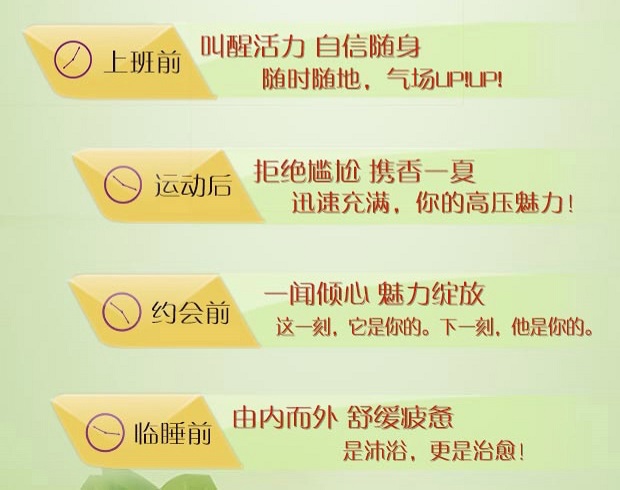 上班前
叫醒活力 自信随身
随时随地，气场UP!UP!
运动后
拒绝尴尬 携香一夏
迅速充满，你的高压魅力!
约会前
一闻倾心 魅力绽放
这一刻，它是你的。下一刻，他是你的。
临睡前
由内而外 舒缓疲惫
是沐浴，更是治愈!